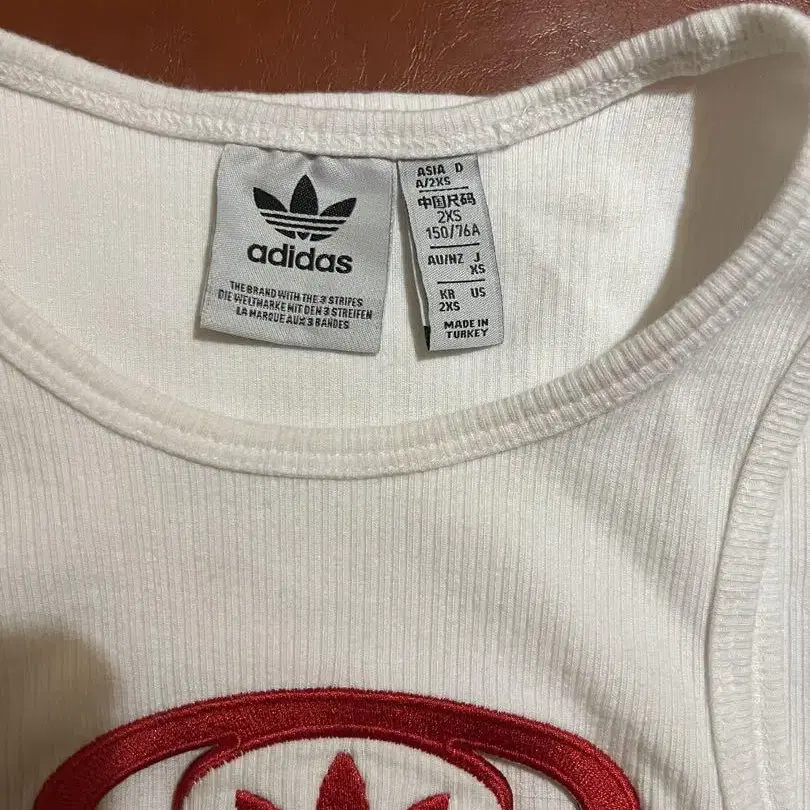 adidas
THE BRAND WITH THE 3 STRIPES
DIE WELTMARKE MIT DEN 3 STREIFEN
LA MARQUE AUX 3 BANDES
ASIA D
A/2XS
中国尺码
2XS
150/76A
AU/NZ J
XS
KR US
2XS
MADE IN
TURKEY